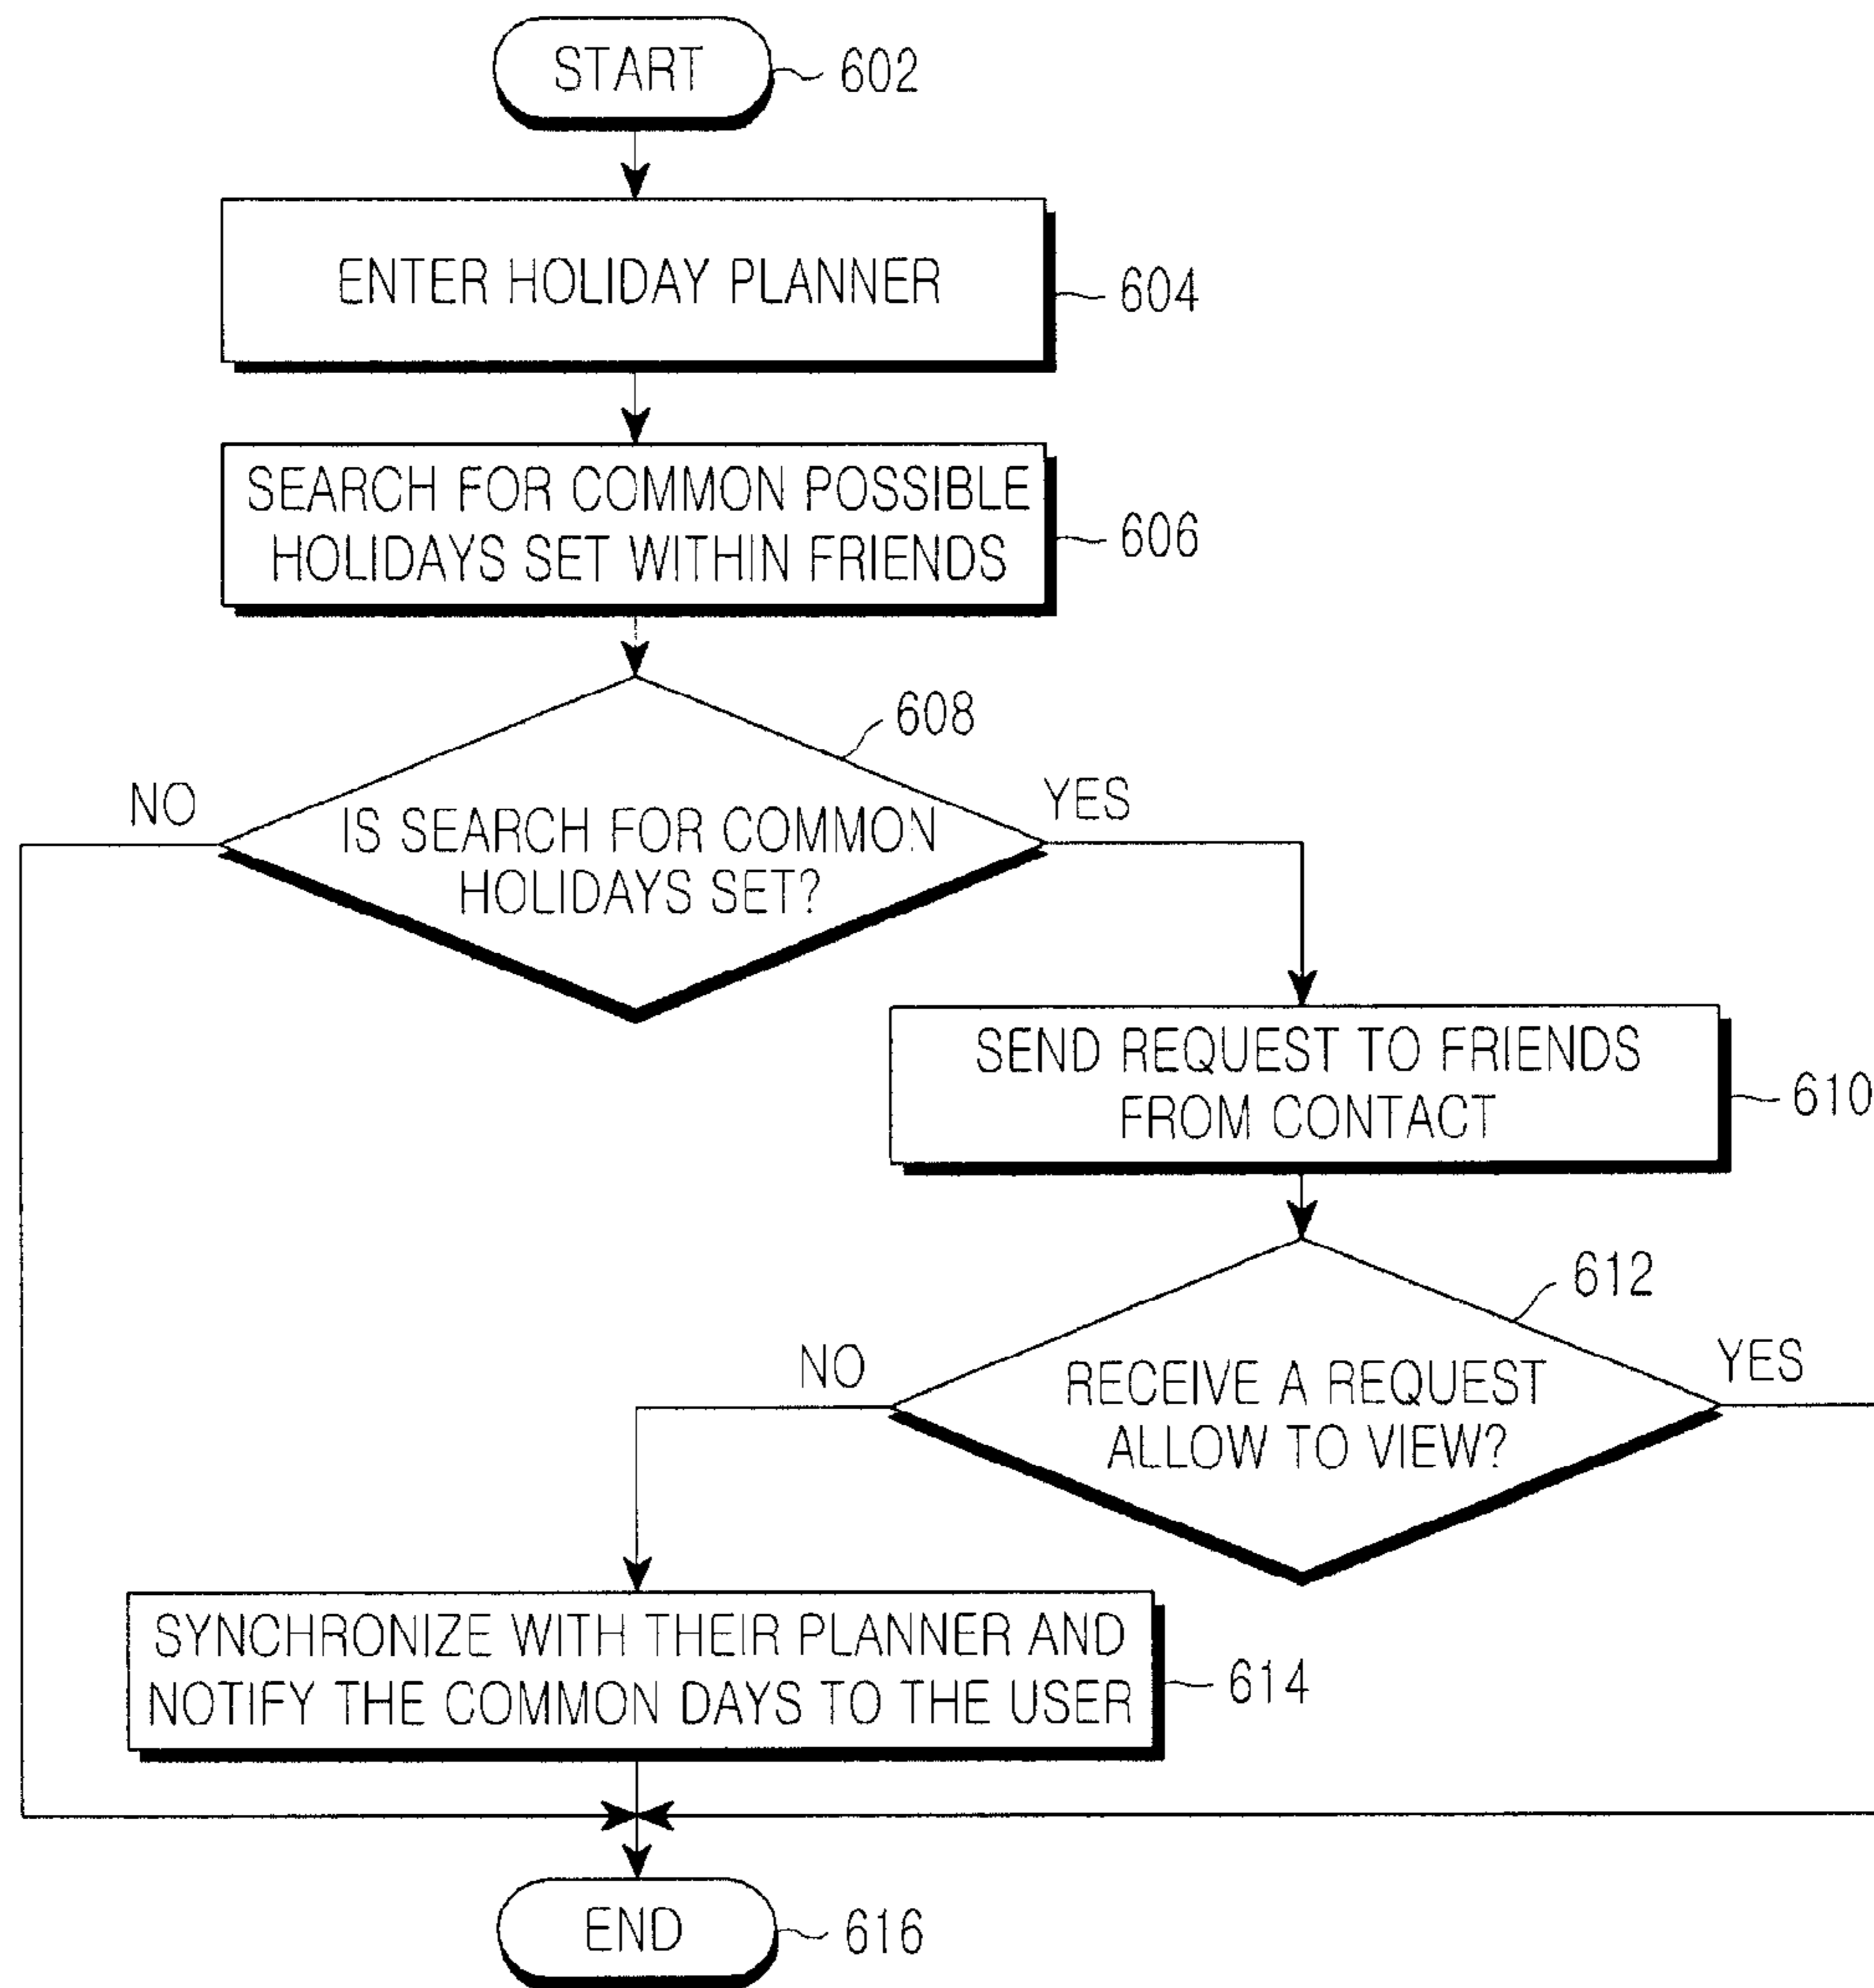 START
602
ENTER HOLIDAY PLANNER
604
SEARCH FOR COMMON POSSIBLE
HOLIDAYS SET WITHIN FRIENDS
606
608
NO
YES
IS SEARCH FOR COMMON
HOLIDAYS SET?
SEND REQUEST TO FRIENDS
FROM CONTACT
610
612
NO
YES
RECEIVE A REQUEST
ALLOW TO VIEW?
SYNCHRONIZE WITH THEIR PLANNER AND
NOTIFY THE COMMON DAYS TO THE USER
614
END
616